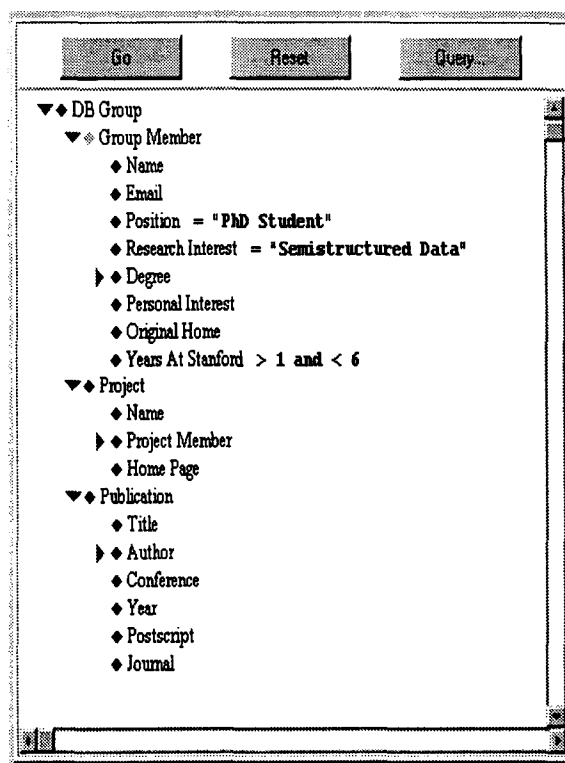 Go Reset Query...
DB Group
Group Member
Name
Email
Position = "PhD Student"
Research Interest = "Semistructured Data"
Degree
Personal Interest
Original Home
Years At Stanford > 1 and < 6
Project
Name
Project Member
Home Page
Publication
Title
Author
Conference
Year
Postscript
Journal